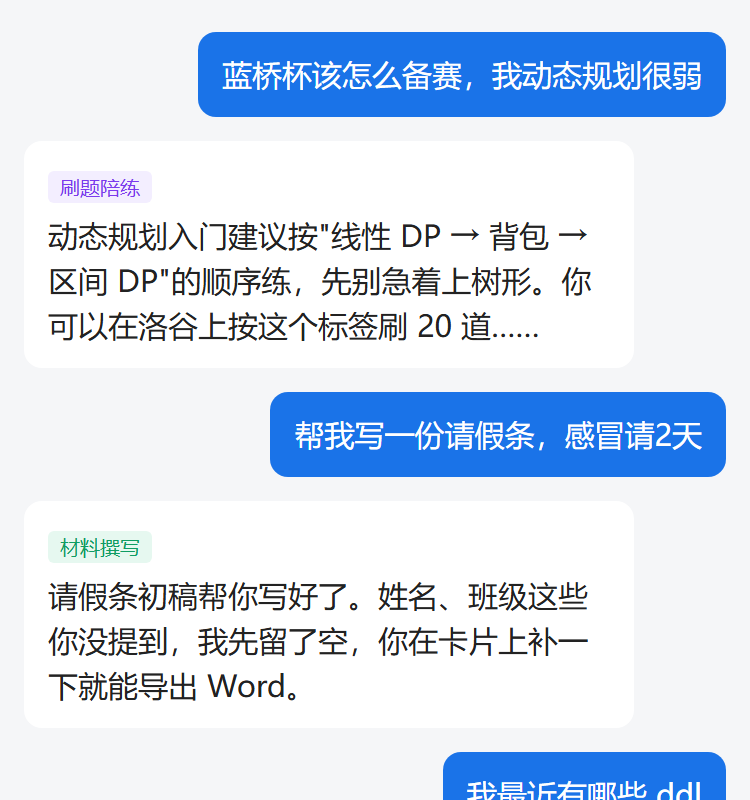 蓝桥杯该怎么备赛，我动态规划很弱
刷题陪练
动态规划入门建议按"线性 DP → 背包 →
区间 DP"的顺序练，先别急着上树形。你
可以在洛谷上按这个标签刷 20 道……
帮我写一份请假条，感冒请2天
材料撰写
请假条初稿帮你写好了。姓名、班级这些
你没提到，我先留了空，你在卡片上补一
下就能导出 Word。
我最近有哪些 ddl